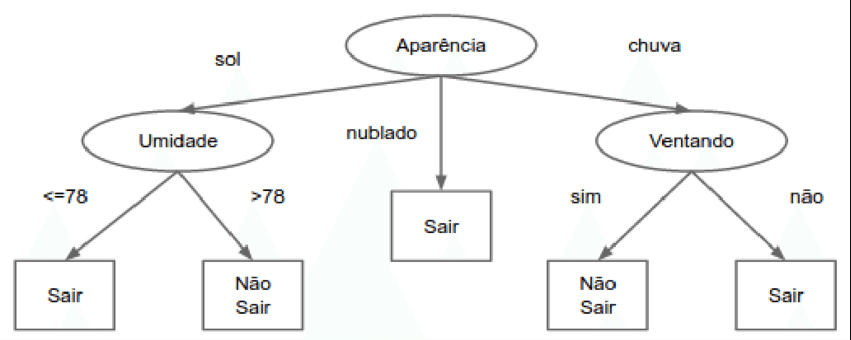 Aparência
sol
chuva
Umidade
nublado
Ventando
<=78
>78
sim
não
Sair
Sair
Não
Sair
Não
Sair
Sair